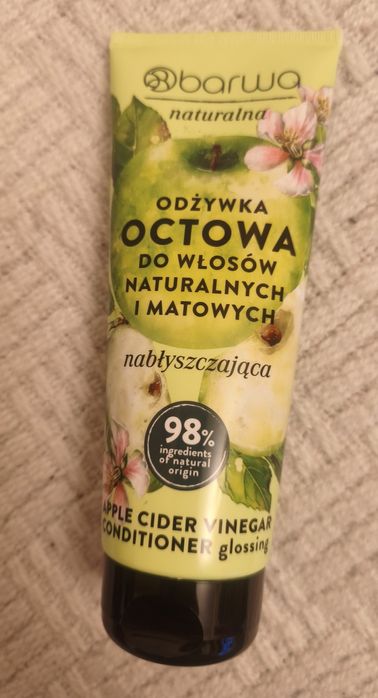 barwa
naturalna
ODŻYWKA
OCTOWA
DO WŁOSÓW
NATURALNYCH
I MATOWYCH
nabłyszczająca
98%
ingredients
of natural
origin
APPLE CIDER VINEGAR
CONDITIONER glossing